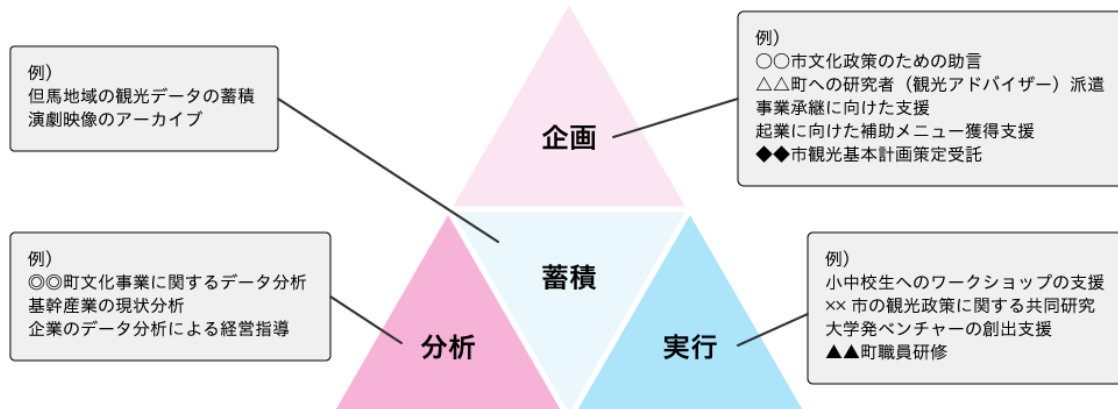 例）
但馬地域の観光データの蓄積
演劇映像のアーカイブ
例）
○○市文化政策のための助言
△△町への研究者（観光アドバイザー）派遣
事業承継に向けた支援
起業に向けた補助メニュー獲得支援
◆◆市観光基本計画策定受託
企画
蓄積
例）
◎◎町文化事業に関するデータ分析
基幹産業の現状分析
企業のデータ分析による経営指導
分析
実行
例）
小中校生へのワークショップの支援
×× 市の観光政策に関する共同研究
大学発ベンチャーの創出支援
▲▲町職員研修